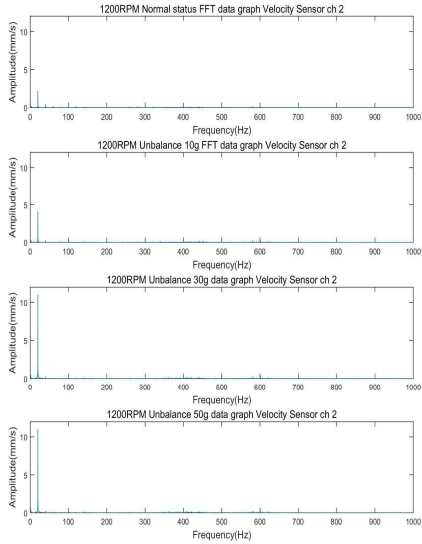 1200RPM Normal status FFT data graph Velocity Sensor ch 2
Amplitude(mm/s)
10
5
0
0 100 200 300 400 500 600 700 800 900 1000
Frequency(Hz)
1200RPM Unbalance 10g FFT data graph Velocity Sensor ch 2
Amplitude(mm/s)
10
5
0
0 100 200 300 400 500 600 700 800 900 1000
Frequency(Hz)
1200RPM Unbalance 30g data graph Velocity Sensor ch 2
Amplitude(mm/s)
10
5
0
0 100 200 300 400 500 600 700 800 900 1000
Frequency(Hz)
1200RPM Unbalance 50g data graph Velocity Sensor ch 2
Amplitude(mm/s)
10
5
0
0 100 200 300 400 500 600 700 800 900 1000
Frequency(Hz)